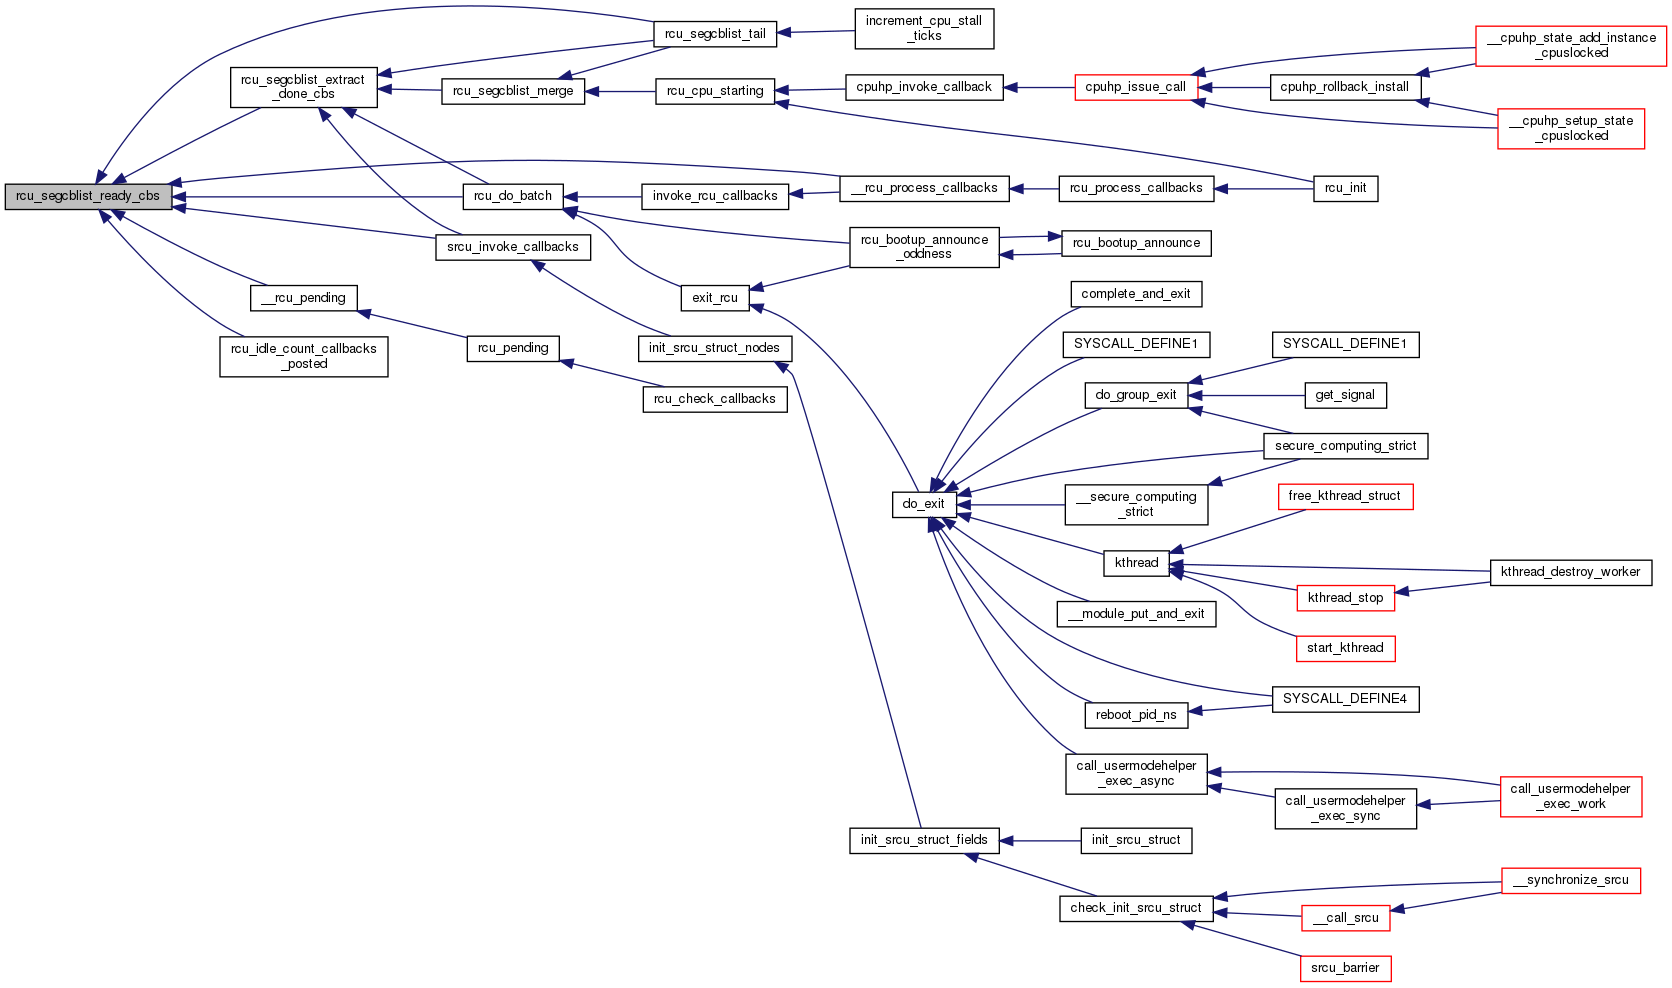 rcu_segcblist_ready_cbs
rcu_segcblist_extract
_done_cbs
__rcu_pending
rcu_idle_count_callbacks
_posted
rcu_segcblist_merge
rcu_do_batch
srcu_invoke_callbacks
rcu_pending
rcu_segcblist_tail
rcu_cpu_starting
invoke_rcu_callbacks
exit_rcu
init_srcu_struct_nodes
rcu_check_callbacks
increment_cpu_stall
_ticks
cpuhp_invoke_callback
__rcu_process_callbacks
rcu_bootup_announce
_oddness
do_exit
init_srcu_struct_fields
cpuhp_issue_call
rcu_process_callbacks
rcu_bootup_announce
complete_and_exit
SYSCALL_DEFINE1
do_group_exit
__secure_computing
_strict
kthread
__module_put_and_exit
reboot_pid_ns
call_usermodehelper
_exec_async
init_srcu_struct
check_init_srcu_struct
cpuhp_rollback_install
rcu_init
SYSCALL_DEFINE1
get_signal
secure_computing_strict
free_kthread_struct
kthread_stop
start_kthread
SYSCALL_DEFINE4
call_usermodehelper
_exec_sync
__call_srcu
srcu_barrier
__cpuhp_state_add_instance
_cpuslocked
__cpuhp_setup_state
_cpuslocked
kthread_destroy_worker
call_usermodehelper
_exec_work
__synchronize_srcu